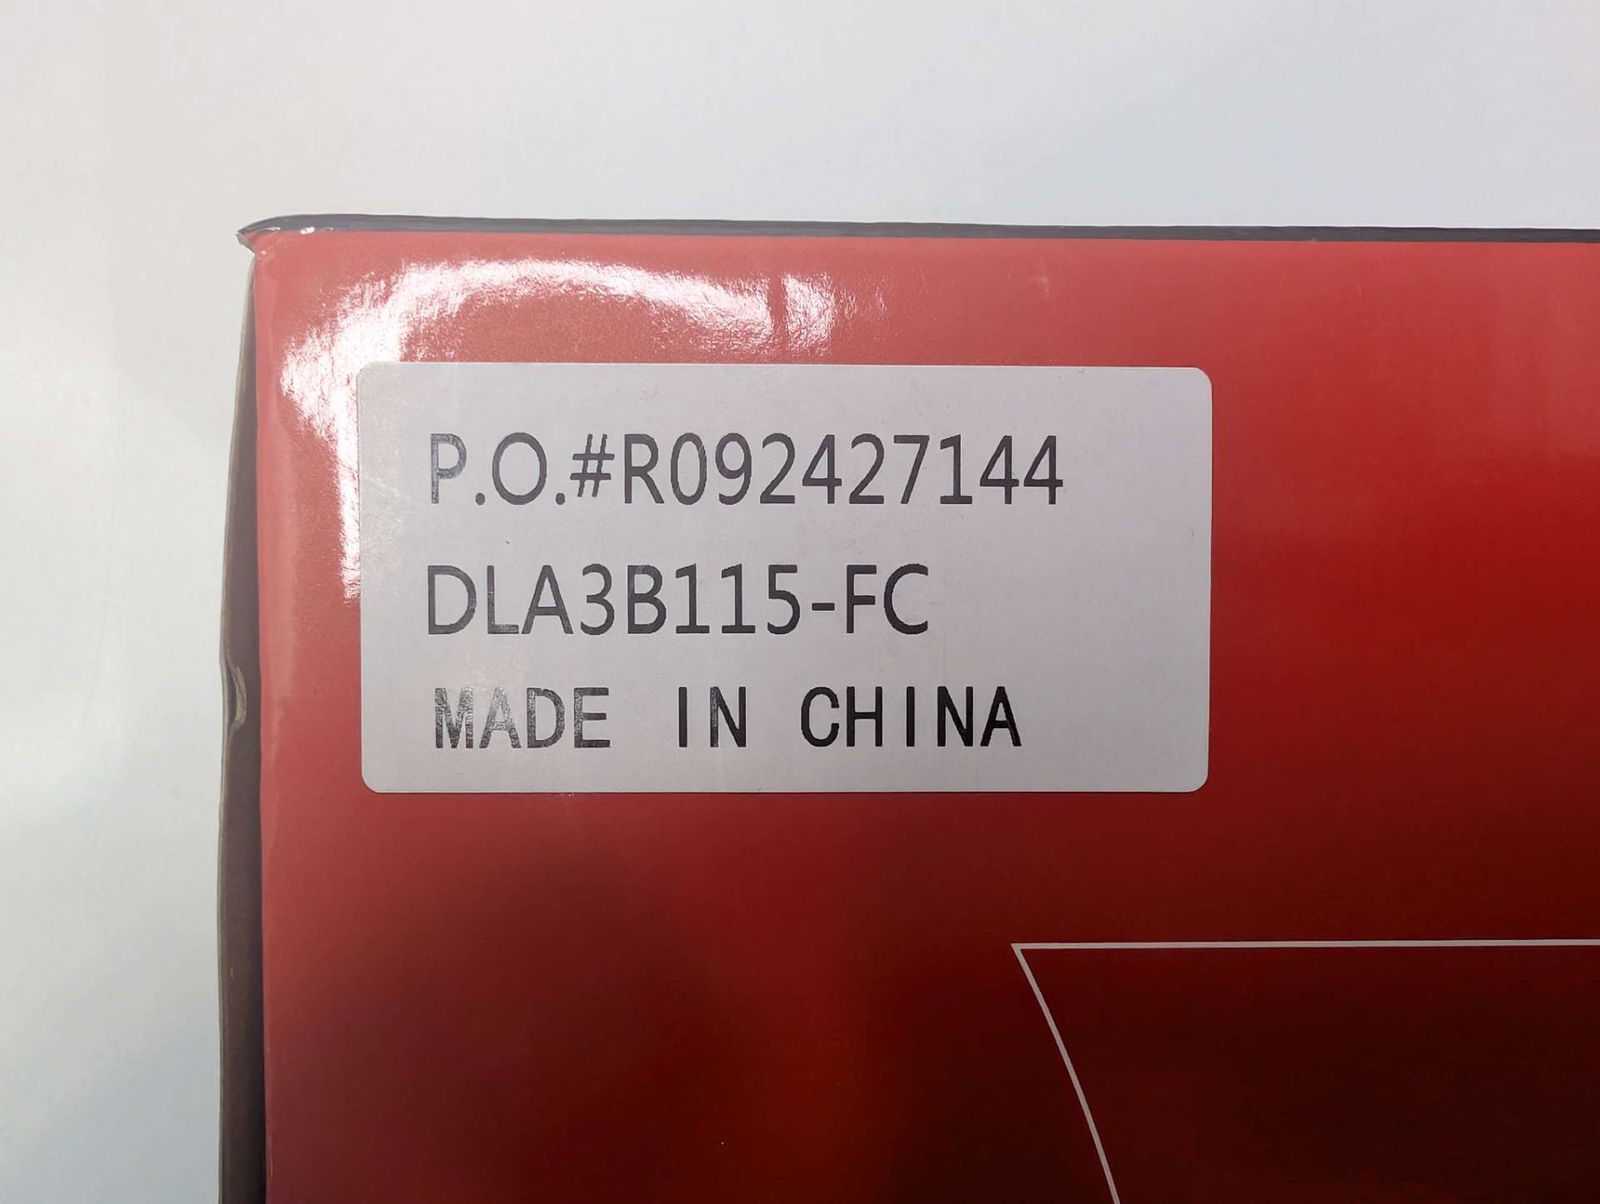 P.O.#R092427144
DLA3B115-FC
MADE IN CHINA